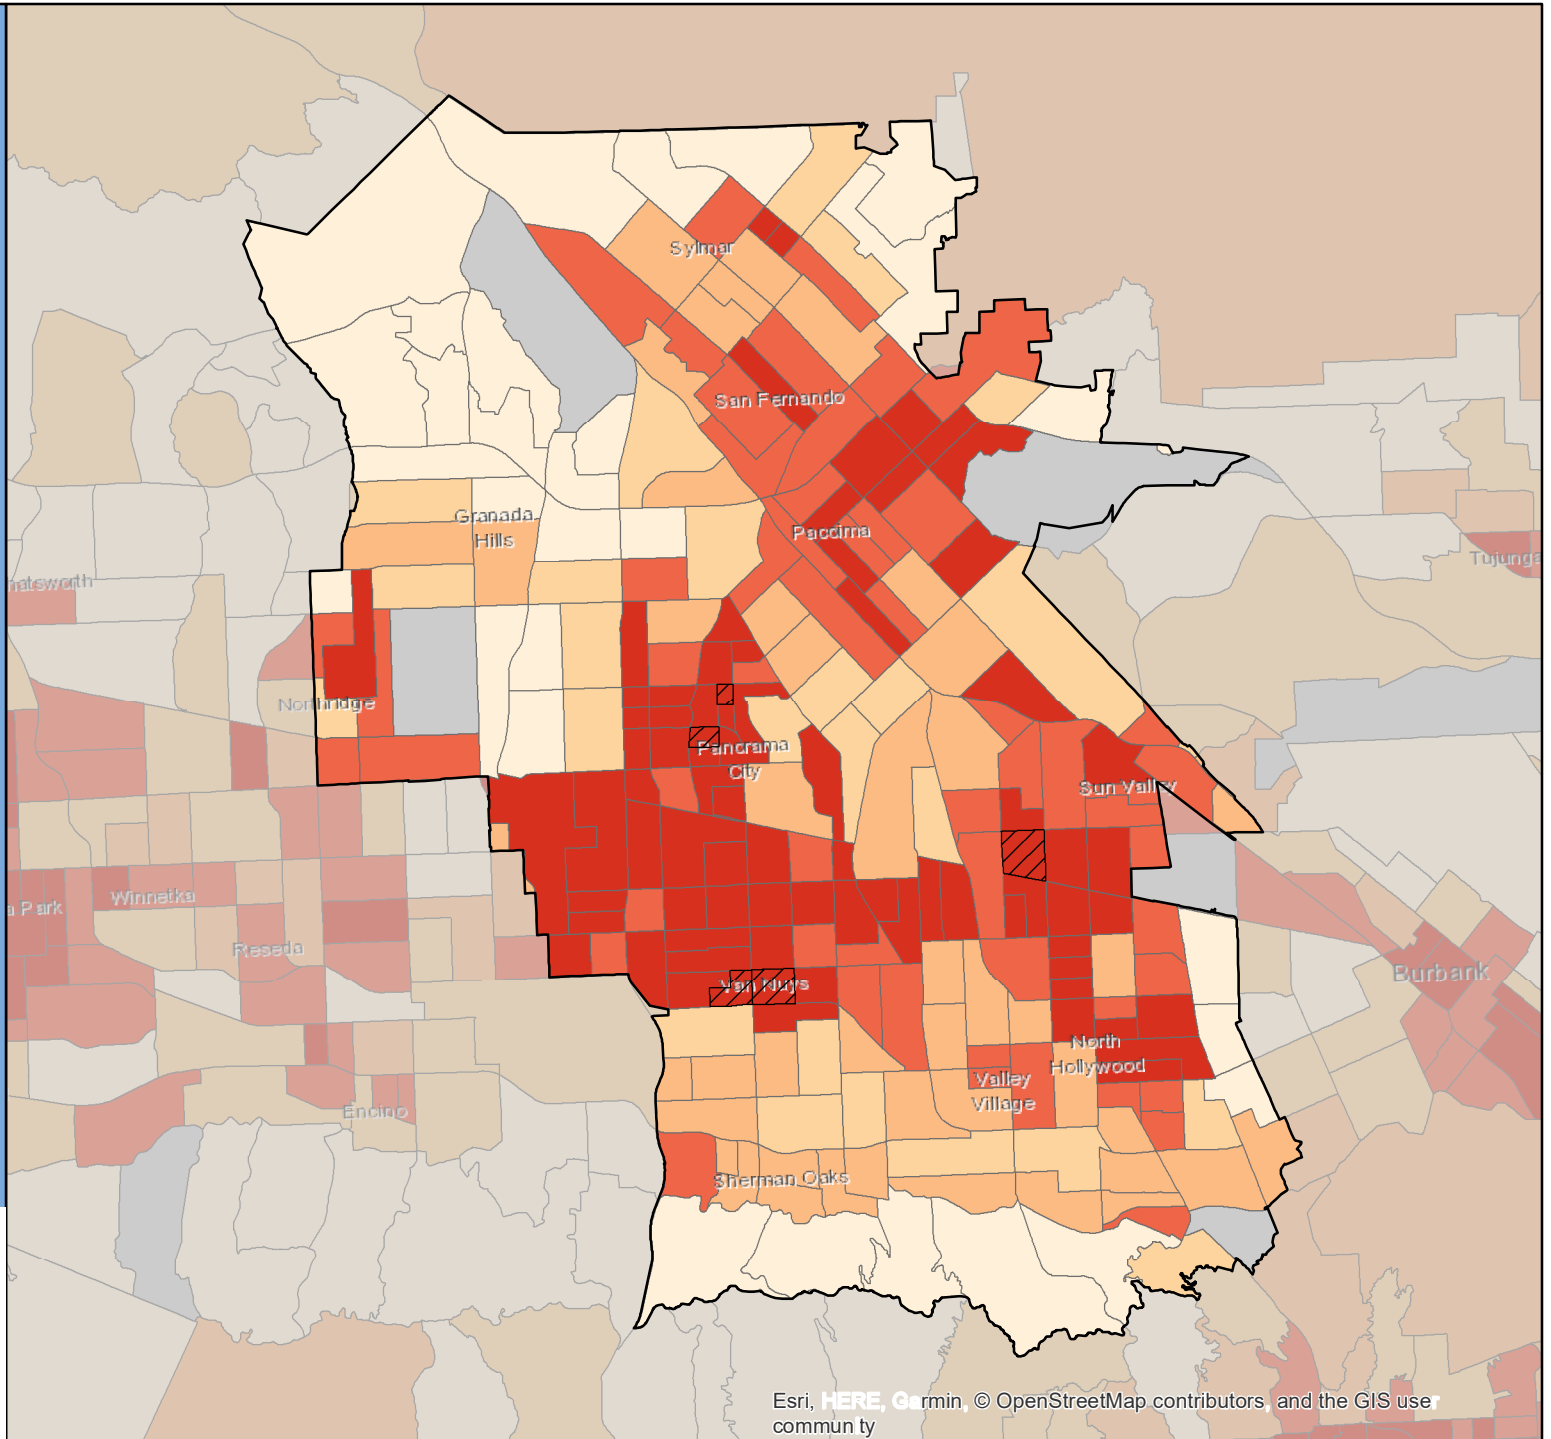 Sylmar
San Fernando
Granada
Hills
Pacoima
hatsworth
Tujunga
Northridge
Panorama
City
Sun Valley
Winnetka
a Park
Reseda
Burbank
Van Nuys
North
Hollywood
Valley
Village
Encino
Sherman Oaks
Esri, HERE, Garmin, © OpenStreetMap contributors, and the GIS user
community